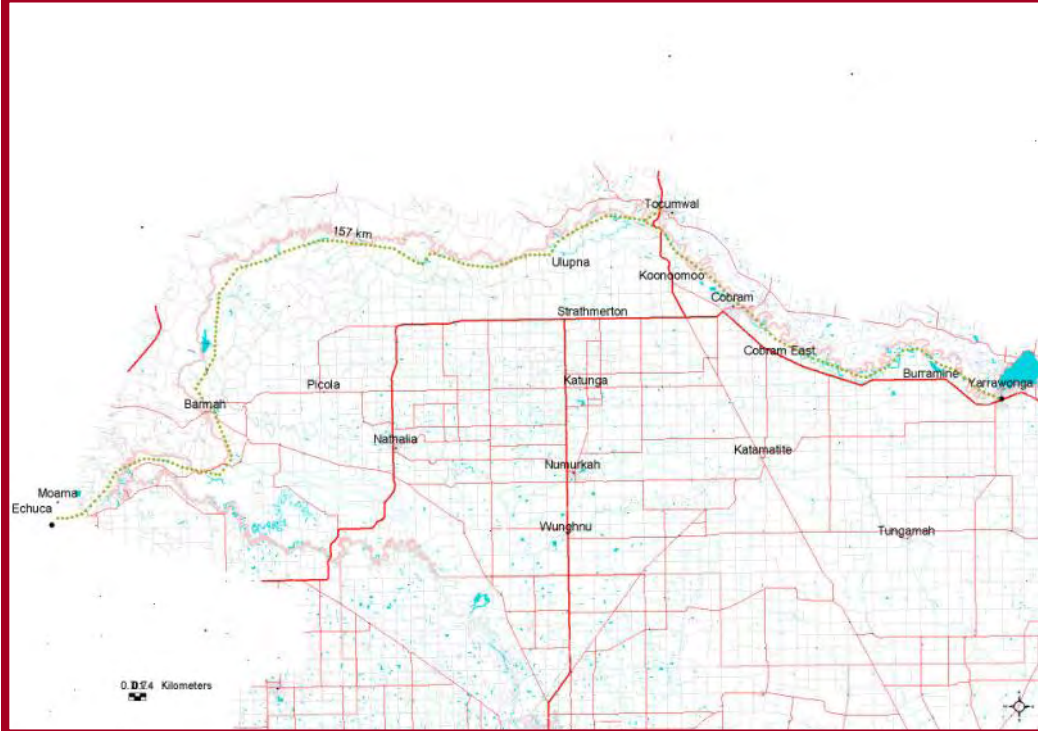 Tocumwal
157 km
Ulupna
Koonoomoo
Cobram
Strathmerton
Cobram East
Burramine
Yarrawonga
Picola
Katunga
Barmah
Nathalia
Katamatite
Numurkah
Moama
Echuca
Wunghnu
Tungamah
Kilometers